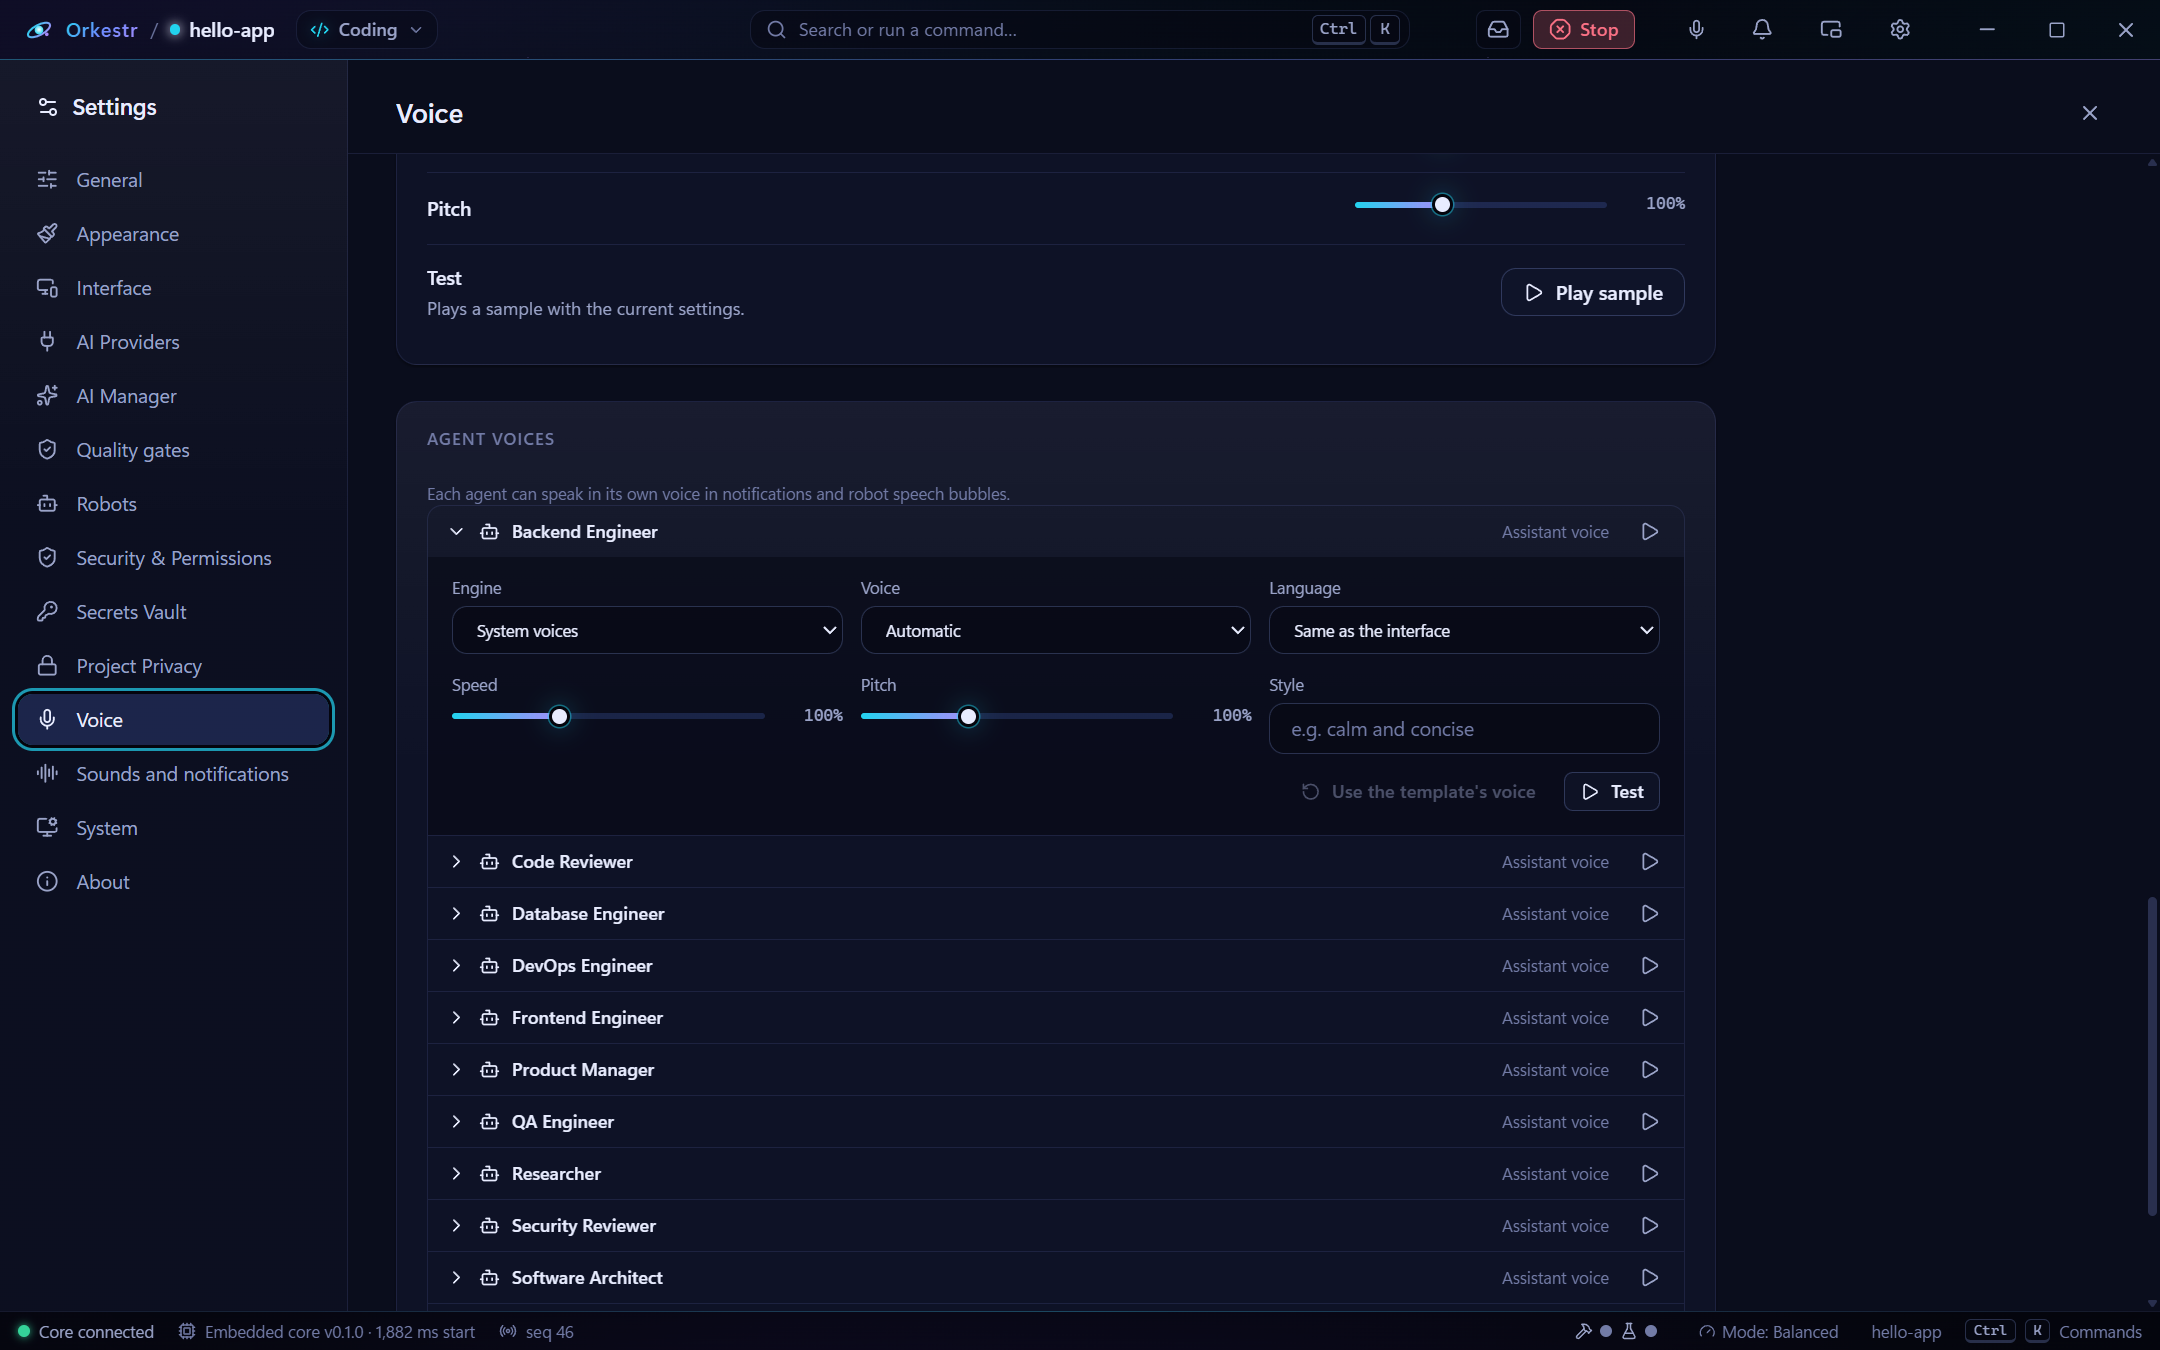 Orkestr / hello-app
Coding
Search or run a command...
Ctrl K
Stop
Settings
General
Appearance
Interface
AI Providers
AI Manager
Quality gates
Robots
Security & Permissions
Secrets Vault
Project Privacy
Voice
Sounds and notifications
System
About
Voice
Pitch
100%
Test
Plays a sample with the current settings.
Play sample
AGENT VOICES
Each agent can speak in its own voice in notifications and robot speech bubbles.
Backend Engineer
Assistant voice
Engine
Voice
Language
System voices
Automatic
Same as the interface
Speed
Pitch
Style
100%
100%
e.g. calm and concise
Use the template's voice
Test
Code Reviewer
Assistant voice
Database Engineer
Assistant voice
DevOps Engineer
Assistant voice
Frontend Engineer
Assistant voice
Product Manager
Assistant voice
QA Engineer
Assistant voice
Researcher
Assistant voice
Security Reviewer
Assistant voice
Software Architect
Assistant voice
Core connected
Embedded core v0.1.0 · 1,882 ms start
seq 46
Mode: Balanced
hello-app
Ctrl K Commands